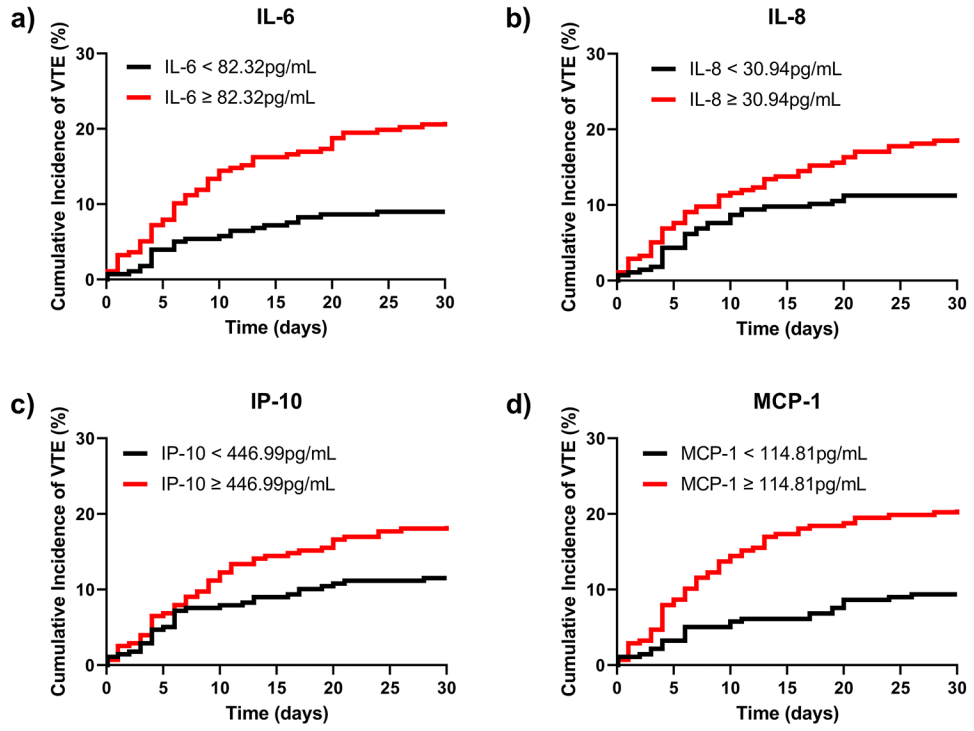 a)
IL-6
Cumulative Incidence of VTE (%)
30
20
10
0
IL-6 < 82.32pg/mL
IL-6 ≥ 82.32pg/mL
0 5 10 15 20 25 30
Time (days)
b)
IL-8
Cumulative Incidence of VTE (%)
30
20
10
0
IL-8 < 30.94pg/mL
IL-8 ≥ 30.94pg/mL
0 5 10 15 20 25 30
Time (days)
c)
IP-10
Cumulative Incidence of VTE (%)
30
20
10
0
IP-10 < 446.99pg/mL
IP-10 ≥ 446.99pg/mL
0 5 10 15 20 25 30
Time (days)
d)
MCP-1
Cumulative Incidence of VTE (%)
30
20
10
0
MCP-1 < 114.81pg/mL
MCP-1 ≥ 114.81pg/mL
0 5 10 15 20 25 30
Time (days)